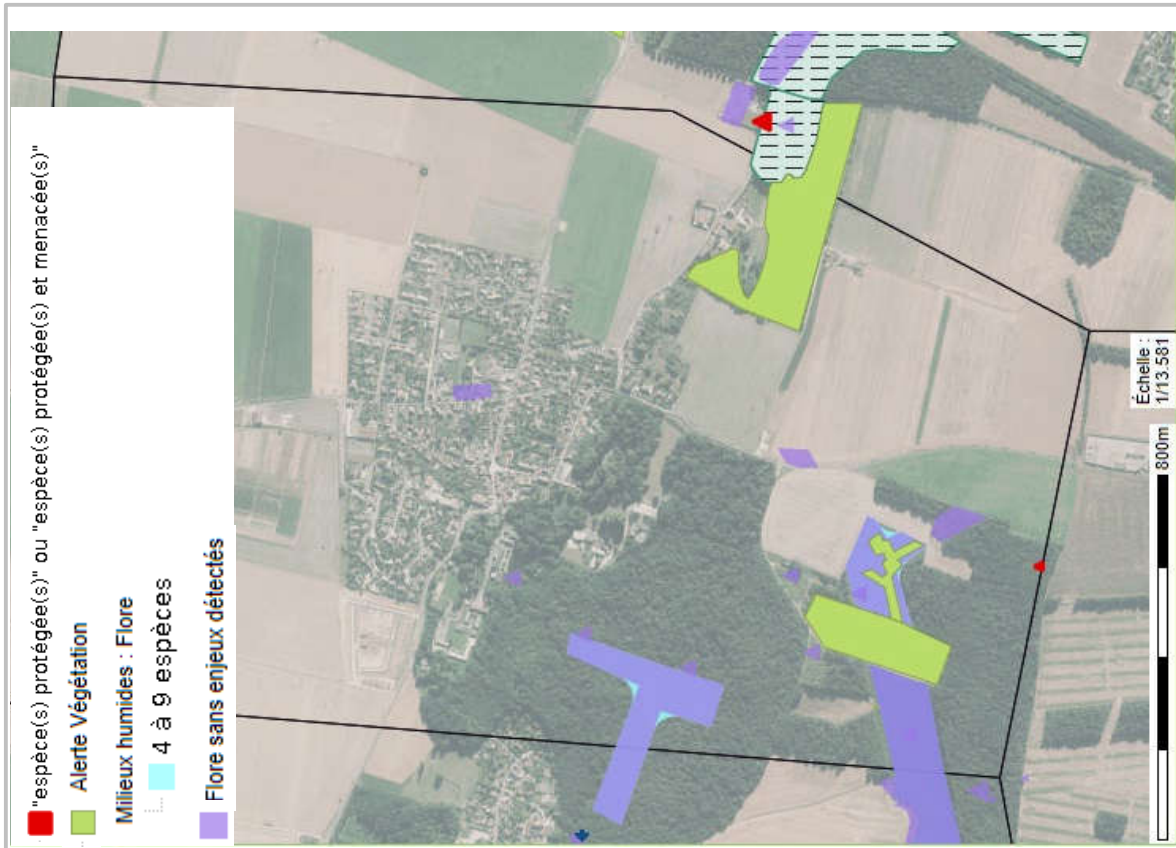 "espèce(s) protégée(s)" ou "espèce(s) protégée(s) et menacée(s)"
Alerte Végétation
Milieux humides : Flore
4 à 9 espèces
Flore sans enjeux détectés
Échelle :
1/13.581
800m